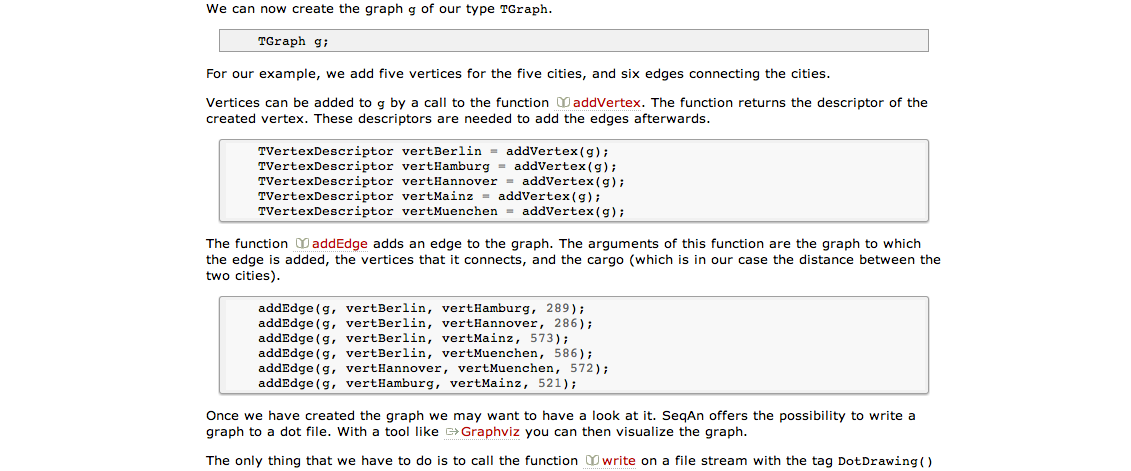 We can now create the graph g of our type TGraph.
TGraph g;
For our example, we add five vertices for the five cities, and six edges connecting the cities.
Vertices can be added to g by a call to the function addVertex. The function returns the descriptor of the
created vertex. These descriptors are needed to add the edges afterwards.
TVertexDescriptor vertBerlin = addVertex(g);
TVertexDescriptor vertHamburg = addVertex(g);
TVertexDescriptor vertHannover = addVertex(g);
TVertexDescriptor vertMainz = addVertex(g);
TVertexDescriptor vertMuenchen = addVertex(g);
The function addEdge adds an edge to the graph. The arguments of this function are the graph to which
the edge is added, the vertices that it connects, and the cargo (which is in our case the distance between the
two cities).
addEdge(g, vertBerlin, vertHamburg, 289);
addEdge(g, vertBerlin, vertHannover, 286);
addEdge(g, vertBerlin, vertMainz, 573);
addEdge(g, vertBerlin, vertMuenchen, 586);
addEdge(g, vertHannover, vertMuenchen, 572);
addEdge(g, vertHamburg, vertMainz, 521);
Once we have created the graph we may want to have a look at it. SeqAn offers the possibility to write a
graph to a dot file. With a tool like Graphviz you can then visualize the graph.
The only thing that we have to do is to call the function write on a file stream with the tag DotDrawing()